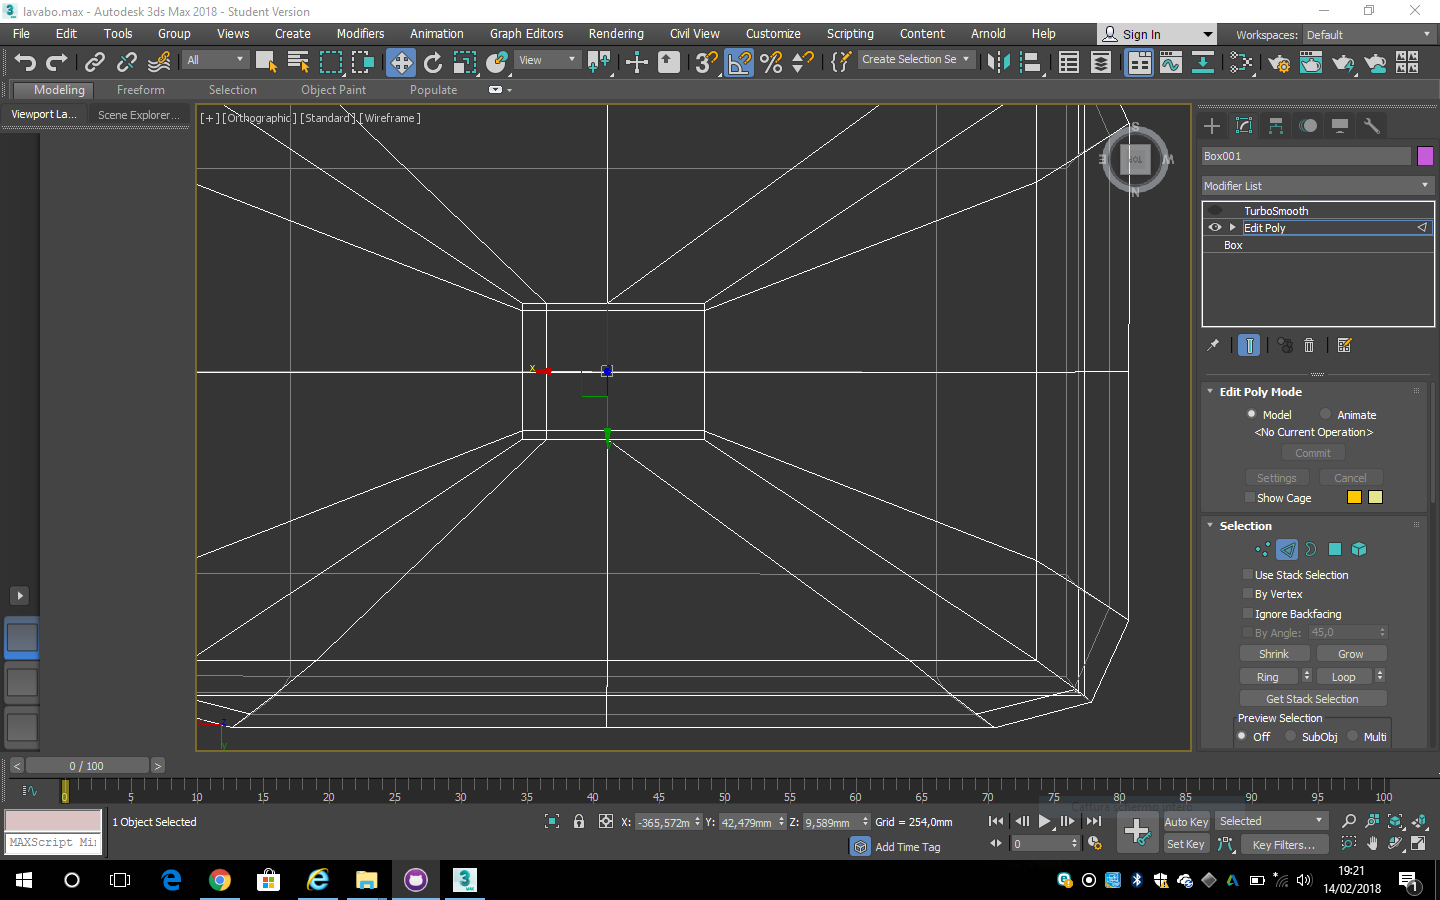 lavabo.max - Autodesk 3ds Max 2018 - Student Version
File Edit Tools Group Views Create Modifiers Animation Graph Editors Rendering Civil View Customize Scripting Content Arnold Help Sign In Workspaces: Default
All View Create Selection Se
Modeling Freeform Selection Object Paint Populate
Viewport La... Scene Explorer...
[+] [Orthographic] [Standard] [Wireframe]
S
E TOP W
N
Box001
Modifier List
TurboSmooth
Edit Poly
Box
x
Edit Poly Mode
Model Animate
<No Current Operation>
Commit
Settings Cancel
Show Cage
Selection
Use Stack Selection
By Vertex
Ignore Backfacing
By Angle: 45,0
Shrink Grow
Ring Loop
Get Stack Selection
Preview Selection
Off SubObj Multi
y
< 0 / 100 >
0 5 10 15 20 25 30 35 40 45 50 55 60 65 70 75 80 85 90 95 100
Cattura schermo intero
1 Object Selected X: -365,572m Y: 42,479mm Z: 9,589mm Grid = 254,0mm Auto Key Selected
MAXScript Mi Add Time Tag 0 Set Key Key Filters...
19:21
14/02/2018
1